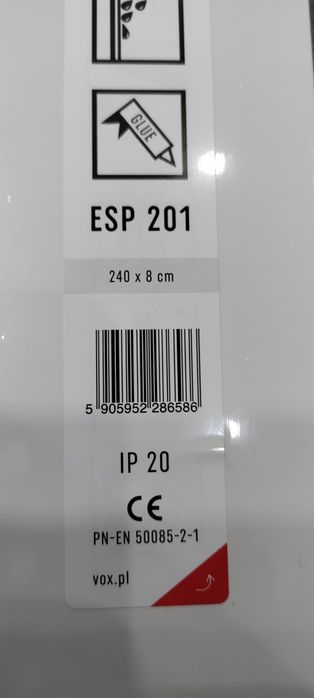 GLUE
ESP 201
240 x 8 cm
5 905952 286586
IP 20
CE
PN-EN 50085-2-1
vox.pl